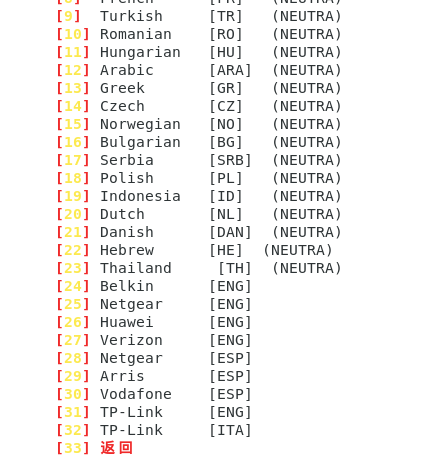 [9] Turkish [TR] (NEUTRA)
[10] Romanian [RO] (NEUTRA)
[11] Hungarian [HU] (NEUTRA)
[12] Arabic [ARA] (NEUTRA)
[13] Greek [GR] (NEUTRA)
[14] Czech [CZ] (NEUTRA)
[15] Norwegian [NO] (NEUTRA)
[16] Bulgarian [BG] (NEUTRA)
[17] Serbia [SRB] (NEUTRA)
[18] Polish [PL] (NEUTRA)
[19] Indonesia [ID] (NEUTRA)
[20] Dutch [NL] (NEUTRA)
[21] Danish [DAN] (NEUTRA)
[22] Hebrew [HE] (NEUTRA)
[23] Thailand [TH] (NEUTRA)
[24] Belkin [ENG]
[25] Netgear [ENG]
[26] Huawei [ENG]
[27] Verizon [ENG]
[28] Netgear [ESP]
[29] Arris [ESP]
[30] Vodafone [ESP]
[31] TP-Link [ENG]
[32] TP-Link [ITA]
[33] 返回